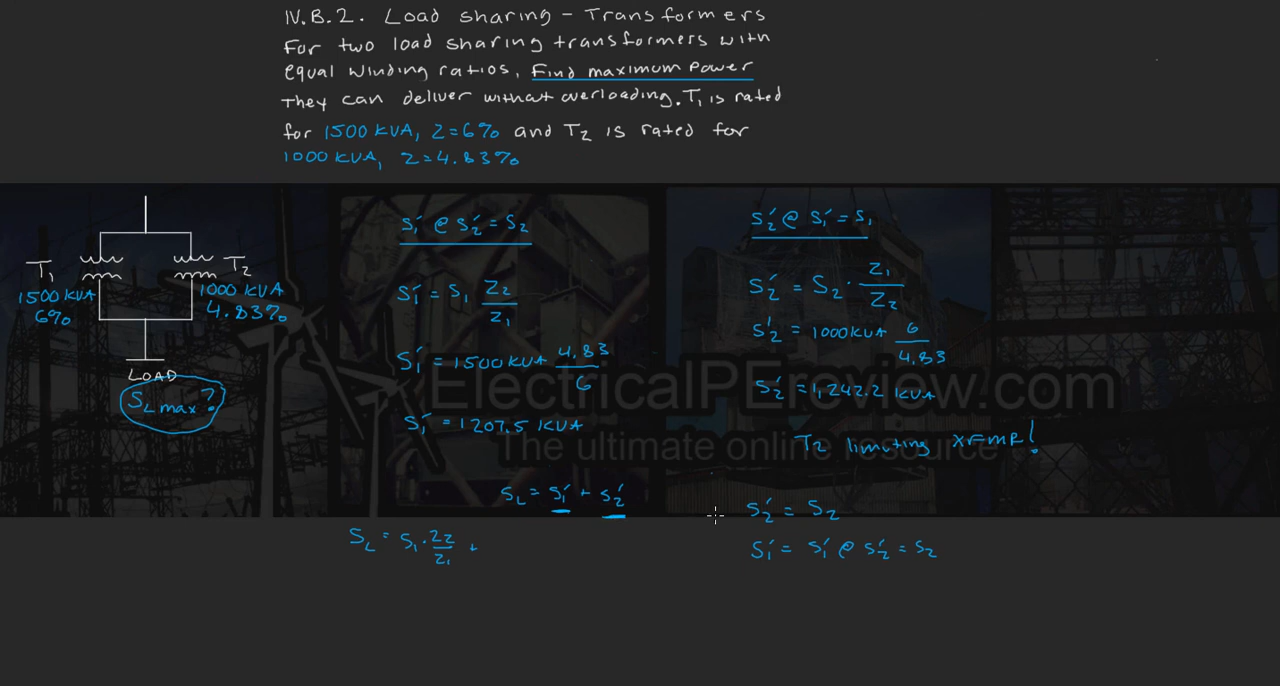 IV.B.2. Load sharing - Transformers
For two load sharing transformers with
equal winding ratios, Find maximum Power
They can deliver without overloading. T₁ is rated
for 1500 KVA, Z=6% and T₂ is rated for
1000 KVA, Z=4.83%
T₁
1500 KVA
6%
T₂
1000 KVA
4.83%
LOAD
S_L max?
S₁′ @ S₂′ = S₂
S₁′ = S₁ Z₂/Z₁
S₁′ = 1500 KVA 4.83/6
S₁′ = 1207.5 KVA
S_L = S₁′ + S₂′
S_L = S₁ · Z₂/Z₁ +
S₂′ @ S₁′ = S₁
S₂′ = S₂ · Z₁/Z₂
S₂′ = 1000 KVA 6/4.83
S₂′ = 1,242.2 KVA
T₂ limiting XFMR!
S₂′ = S₂
S₁′ = S₁′ @ S₂′ = S₂
ElectricalPEreview.com
The ultimate online resource